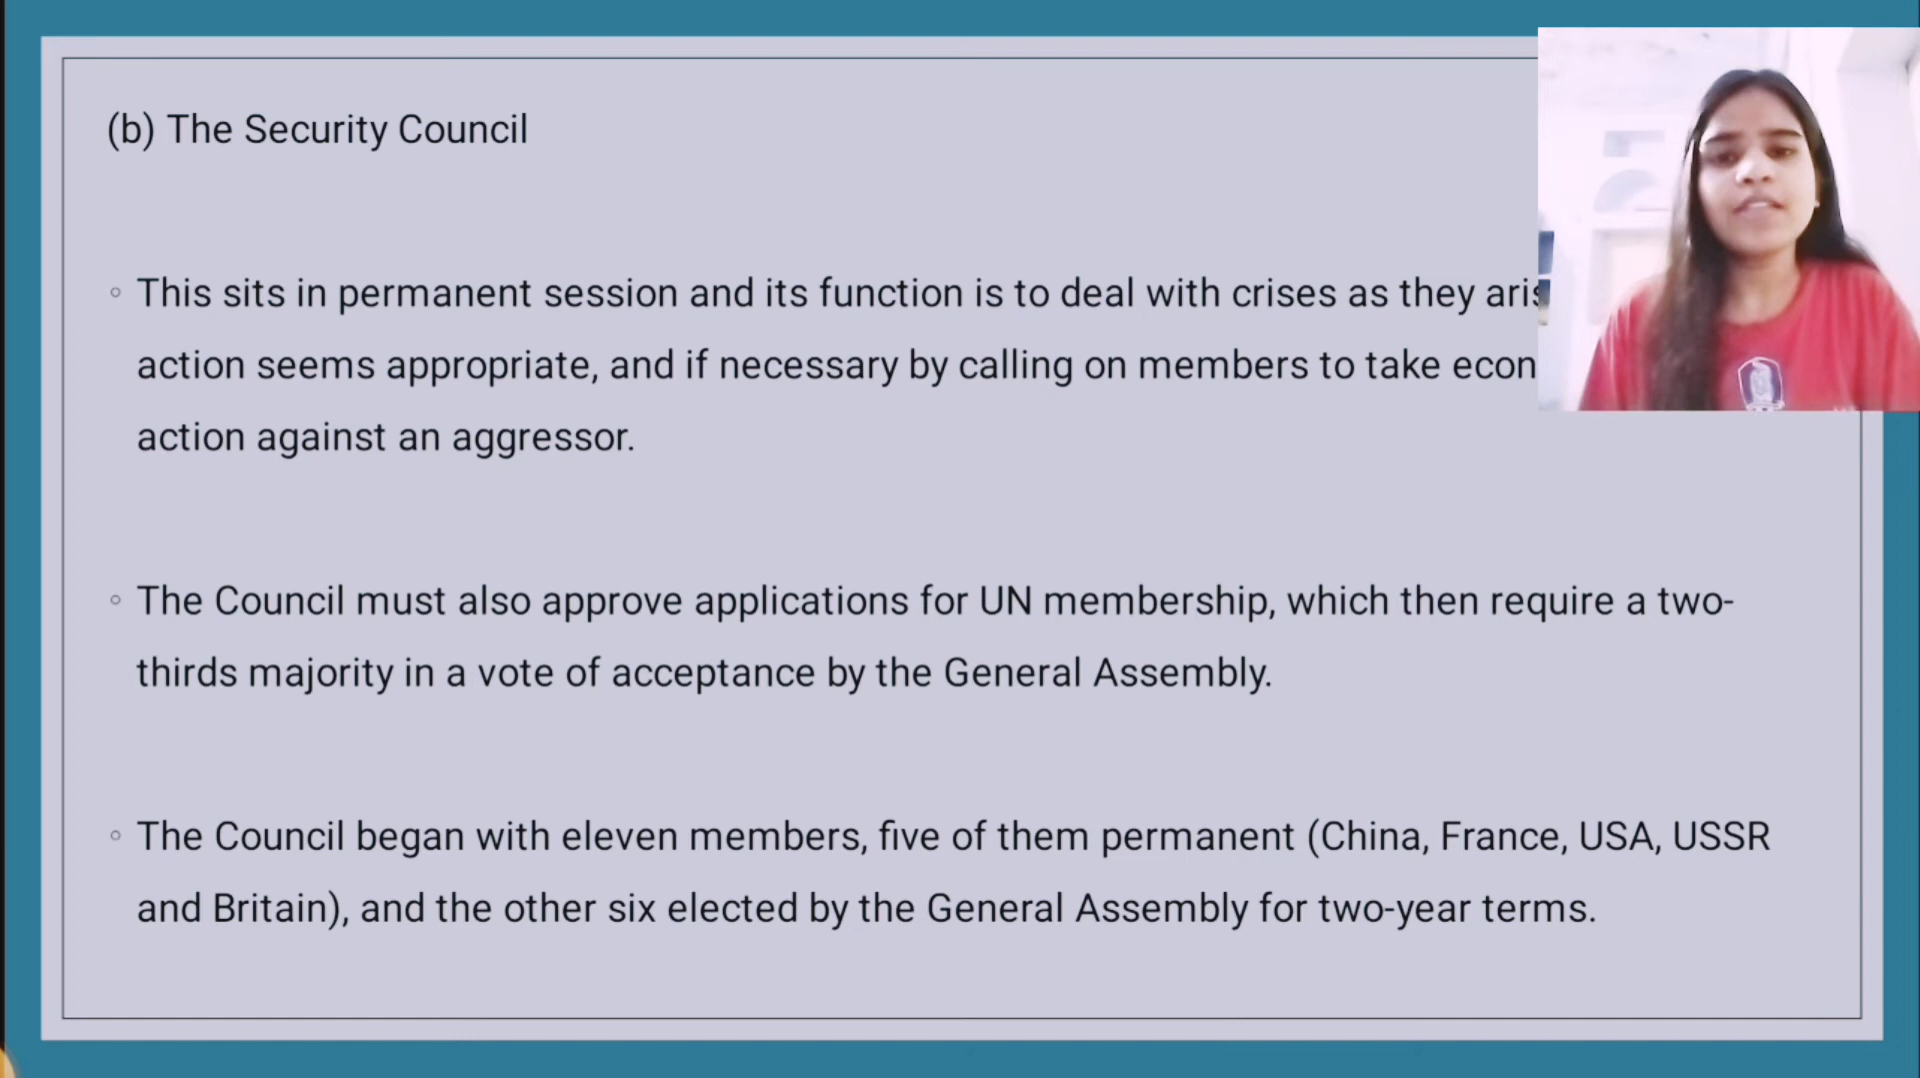 (b) The Security Council
This sits in permanent session and its function is to deal with crises as they
action seems appropriate, and if necessary by calling on members to take
action against an aggressor.
The Council must also approve applications for UN membership, which then require a two-
thirds majority in a vote of acceptance by the General Assembly.
The Council began with eleven members, five of them permanent (China, France, USA, USSR
and Britain), and the other six elected by the General Assembly for two-year terms.